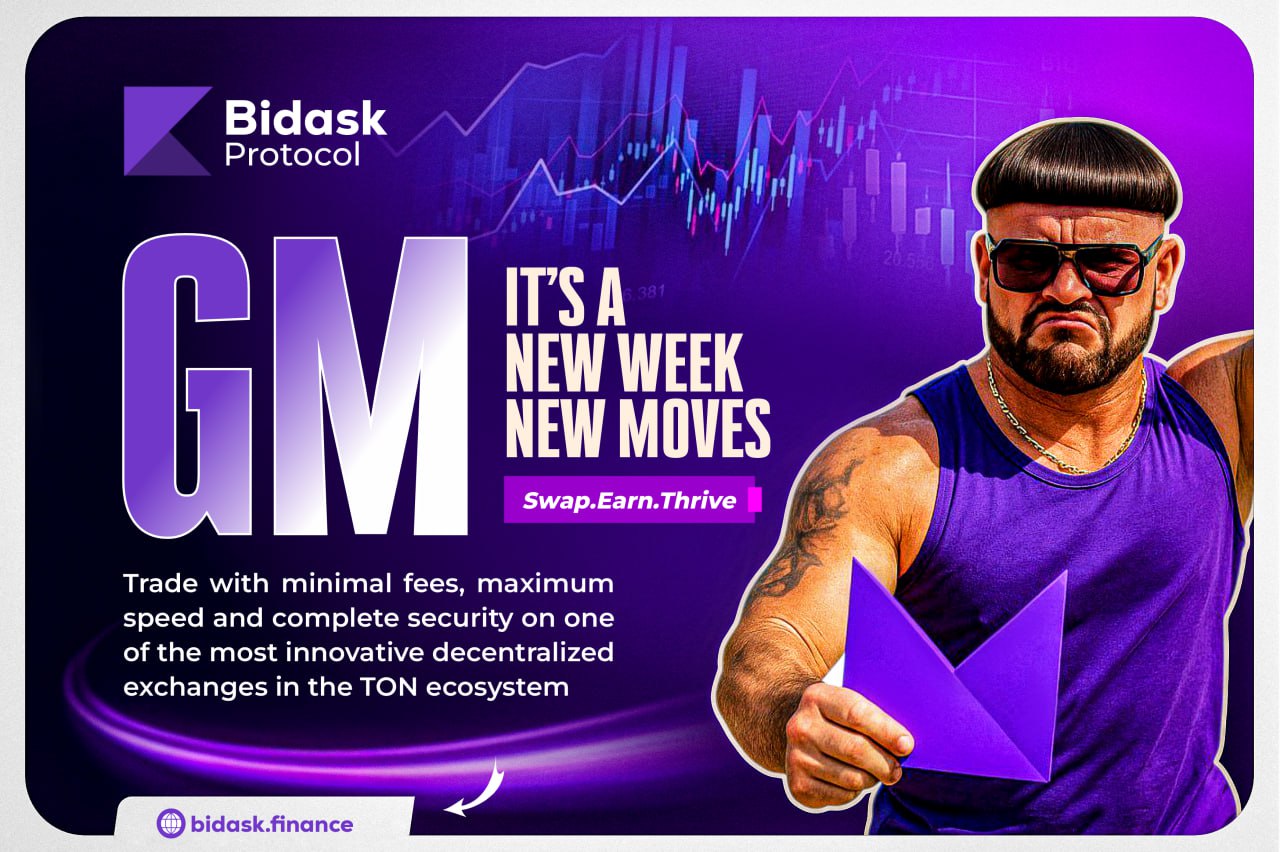 Bidask
Protocol
GM
IT'S A
NEW WEEK
NEW MOVES
Swap.Earn.Thrive
Trade with minimal fees, maximum
speed and complete security on one
of the most innovative decentralized
exchanges in the TON ecosystem
bidask.finance